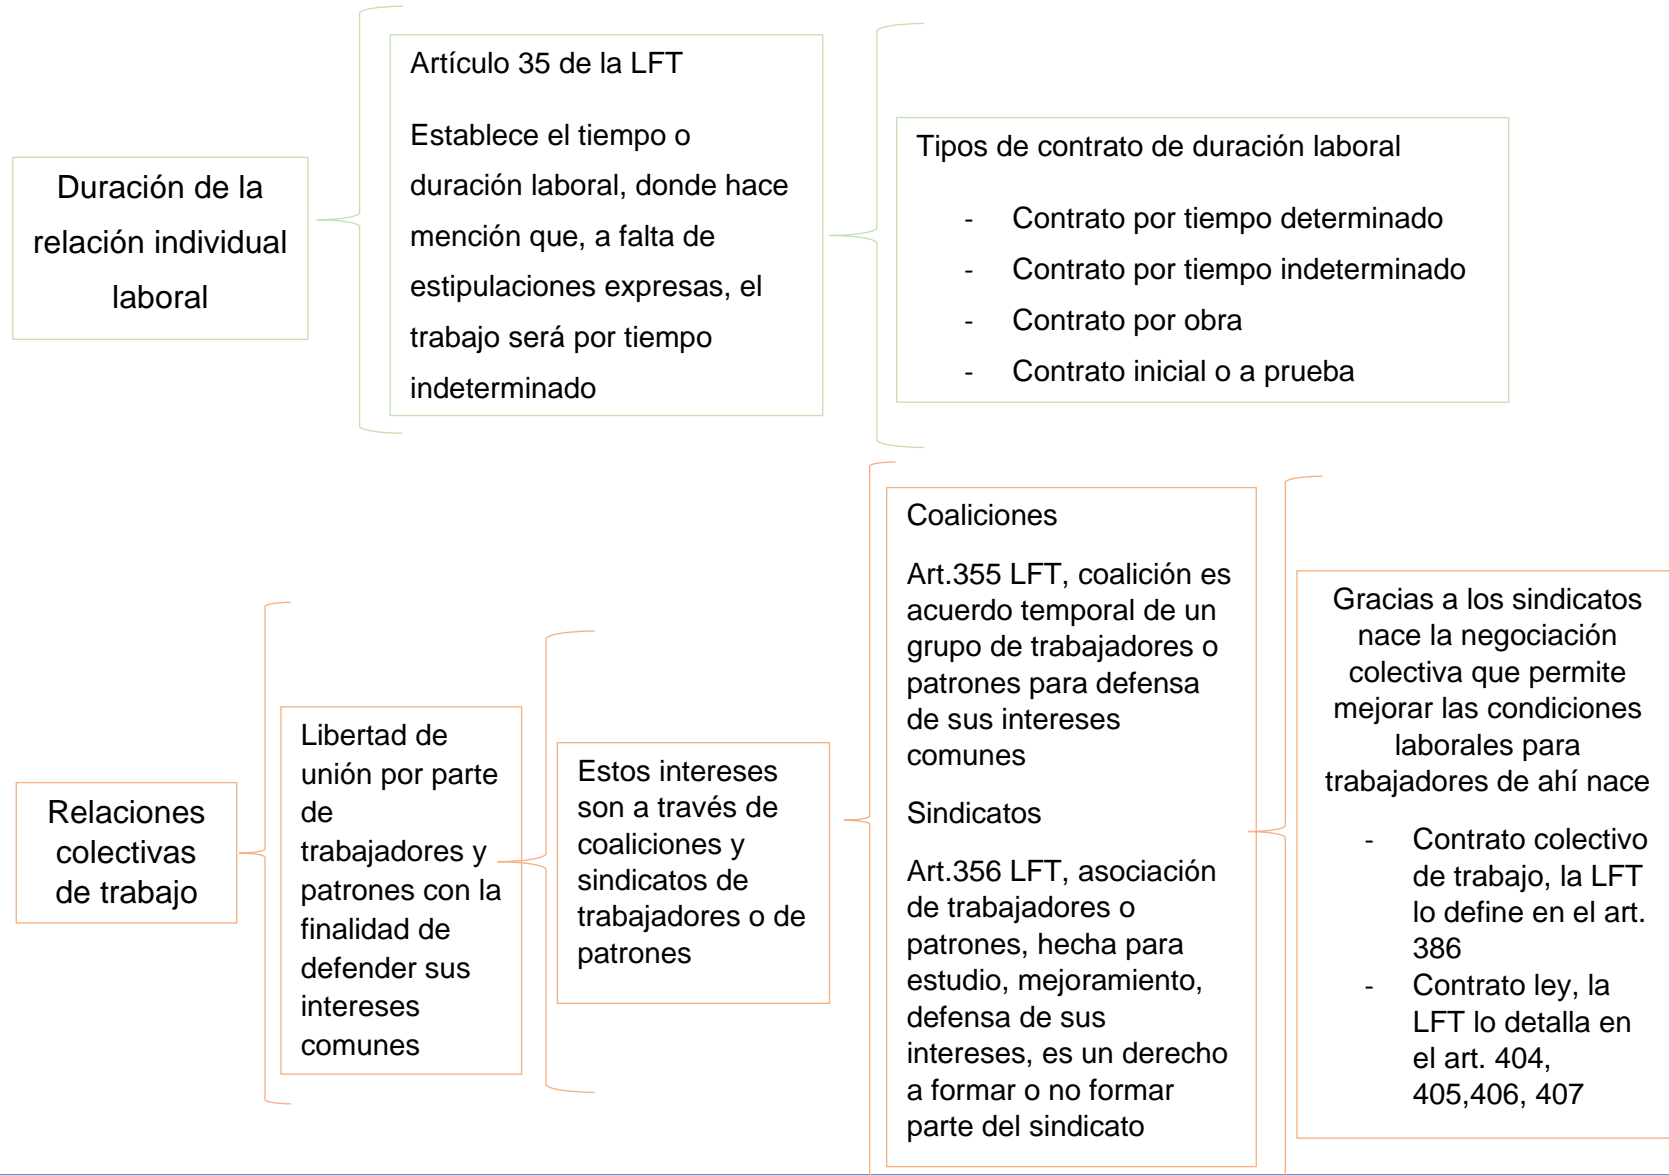 Duración de la
relación individual
laboral
Artículo 35 de la LFT
Establece el tiempo o
duración laboral, donde hace
mención que, a falta de
estipulaciones expresas, el
trabajo será por tiempo
indeterminado
Tipos de contrato de duración laboral
- Contrato por tiempo determinado
- Contrato por tiempo indeterminado
- Contrato por obra
- Contrato inicial o a prueba
Relaciones
colectivas
de trabajo
Libertad de
unión por parte
de
trabajadores y
patrones con la
finalidad de
defender sus
intereses
comunes
Estos intereses
son a través de
coaliciones y
sindicatos de
trabajadores o de
patrones
Coaliciones
Art.355 LFT, coalición es
acuerdo temporal de un
grupo de trabajadores o
patrones para defensa
de sus intereses
comunes
Sindicatos
Art.356 LFT, asociación
de trabajadores o
patrones, hecha para
estudio, mejoramiento,
defensa de sus
intereses, es un derecho
a formar o no formar
parte del sindicato
Gracias a los sindicatos
nace la negociación
colectiva que permite
mejorar las condiciones
laborales para
trabajadores de ahí nace
- Contrato colectivo
de trabajo, la LFT
lo define en el art.
386
- Contrato ley, la
LFT lo detalla en
el art. 404,
405,406, 407